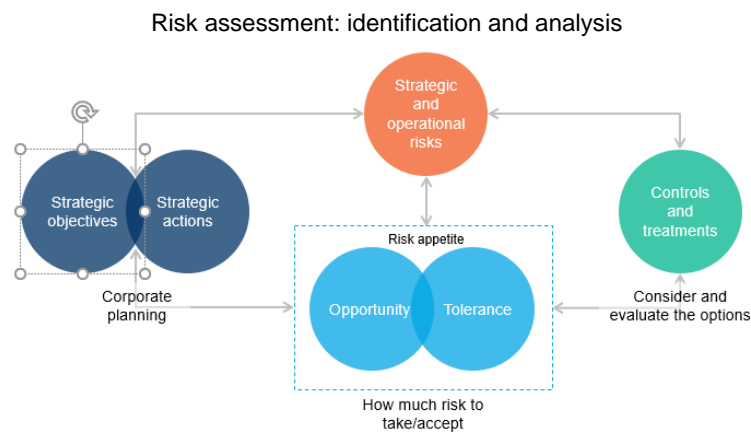 Risk assessment: identification and analysis
Strategic
and
operational
risks
Strategic
objectives
Strategic
actions
Controls
and
treatments
Risk appetite
Opportunity
Tolerance
Corporate
planning
Consider and
evaluate the options
How much risk to
take/accept